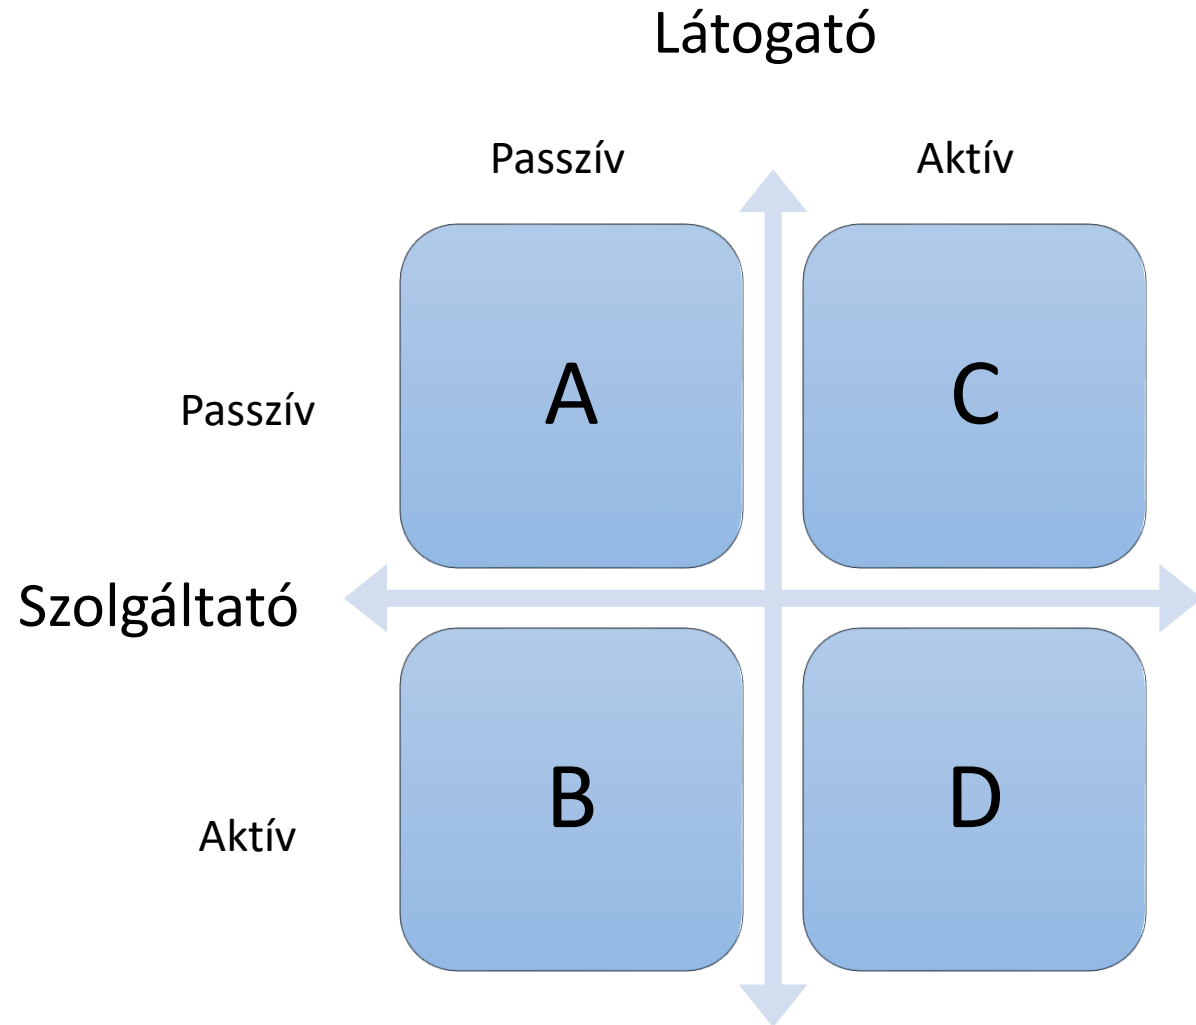 Látogató
Passzív Aktív
Passzív A C
Szolgáltató
Aktív B D